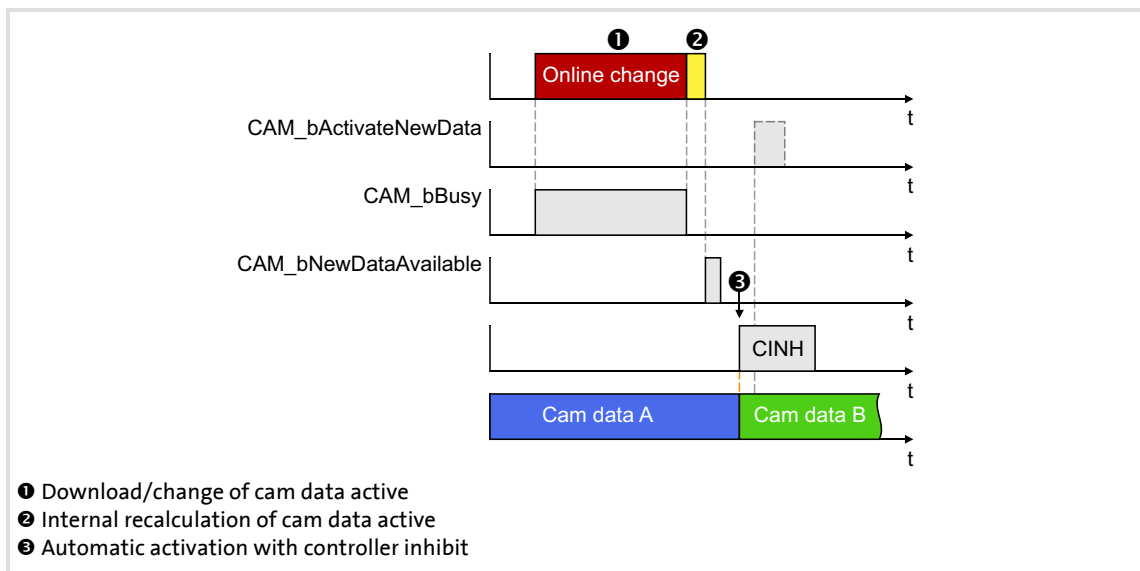 ❶ ❷
Online change
t
CAM_bActivateNewData
t
CAM_bBusy
t
CAM_bNewDataAvailable
❸
t
CINH
t
Cam data A Cam data B
t
❶ Download/change of cam data active
❷ Internal recalculation of cam data active
❸ Automatic activation with controller inhibit